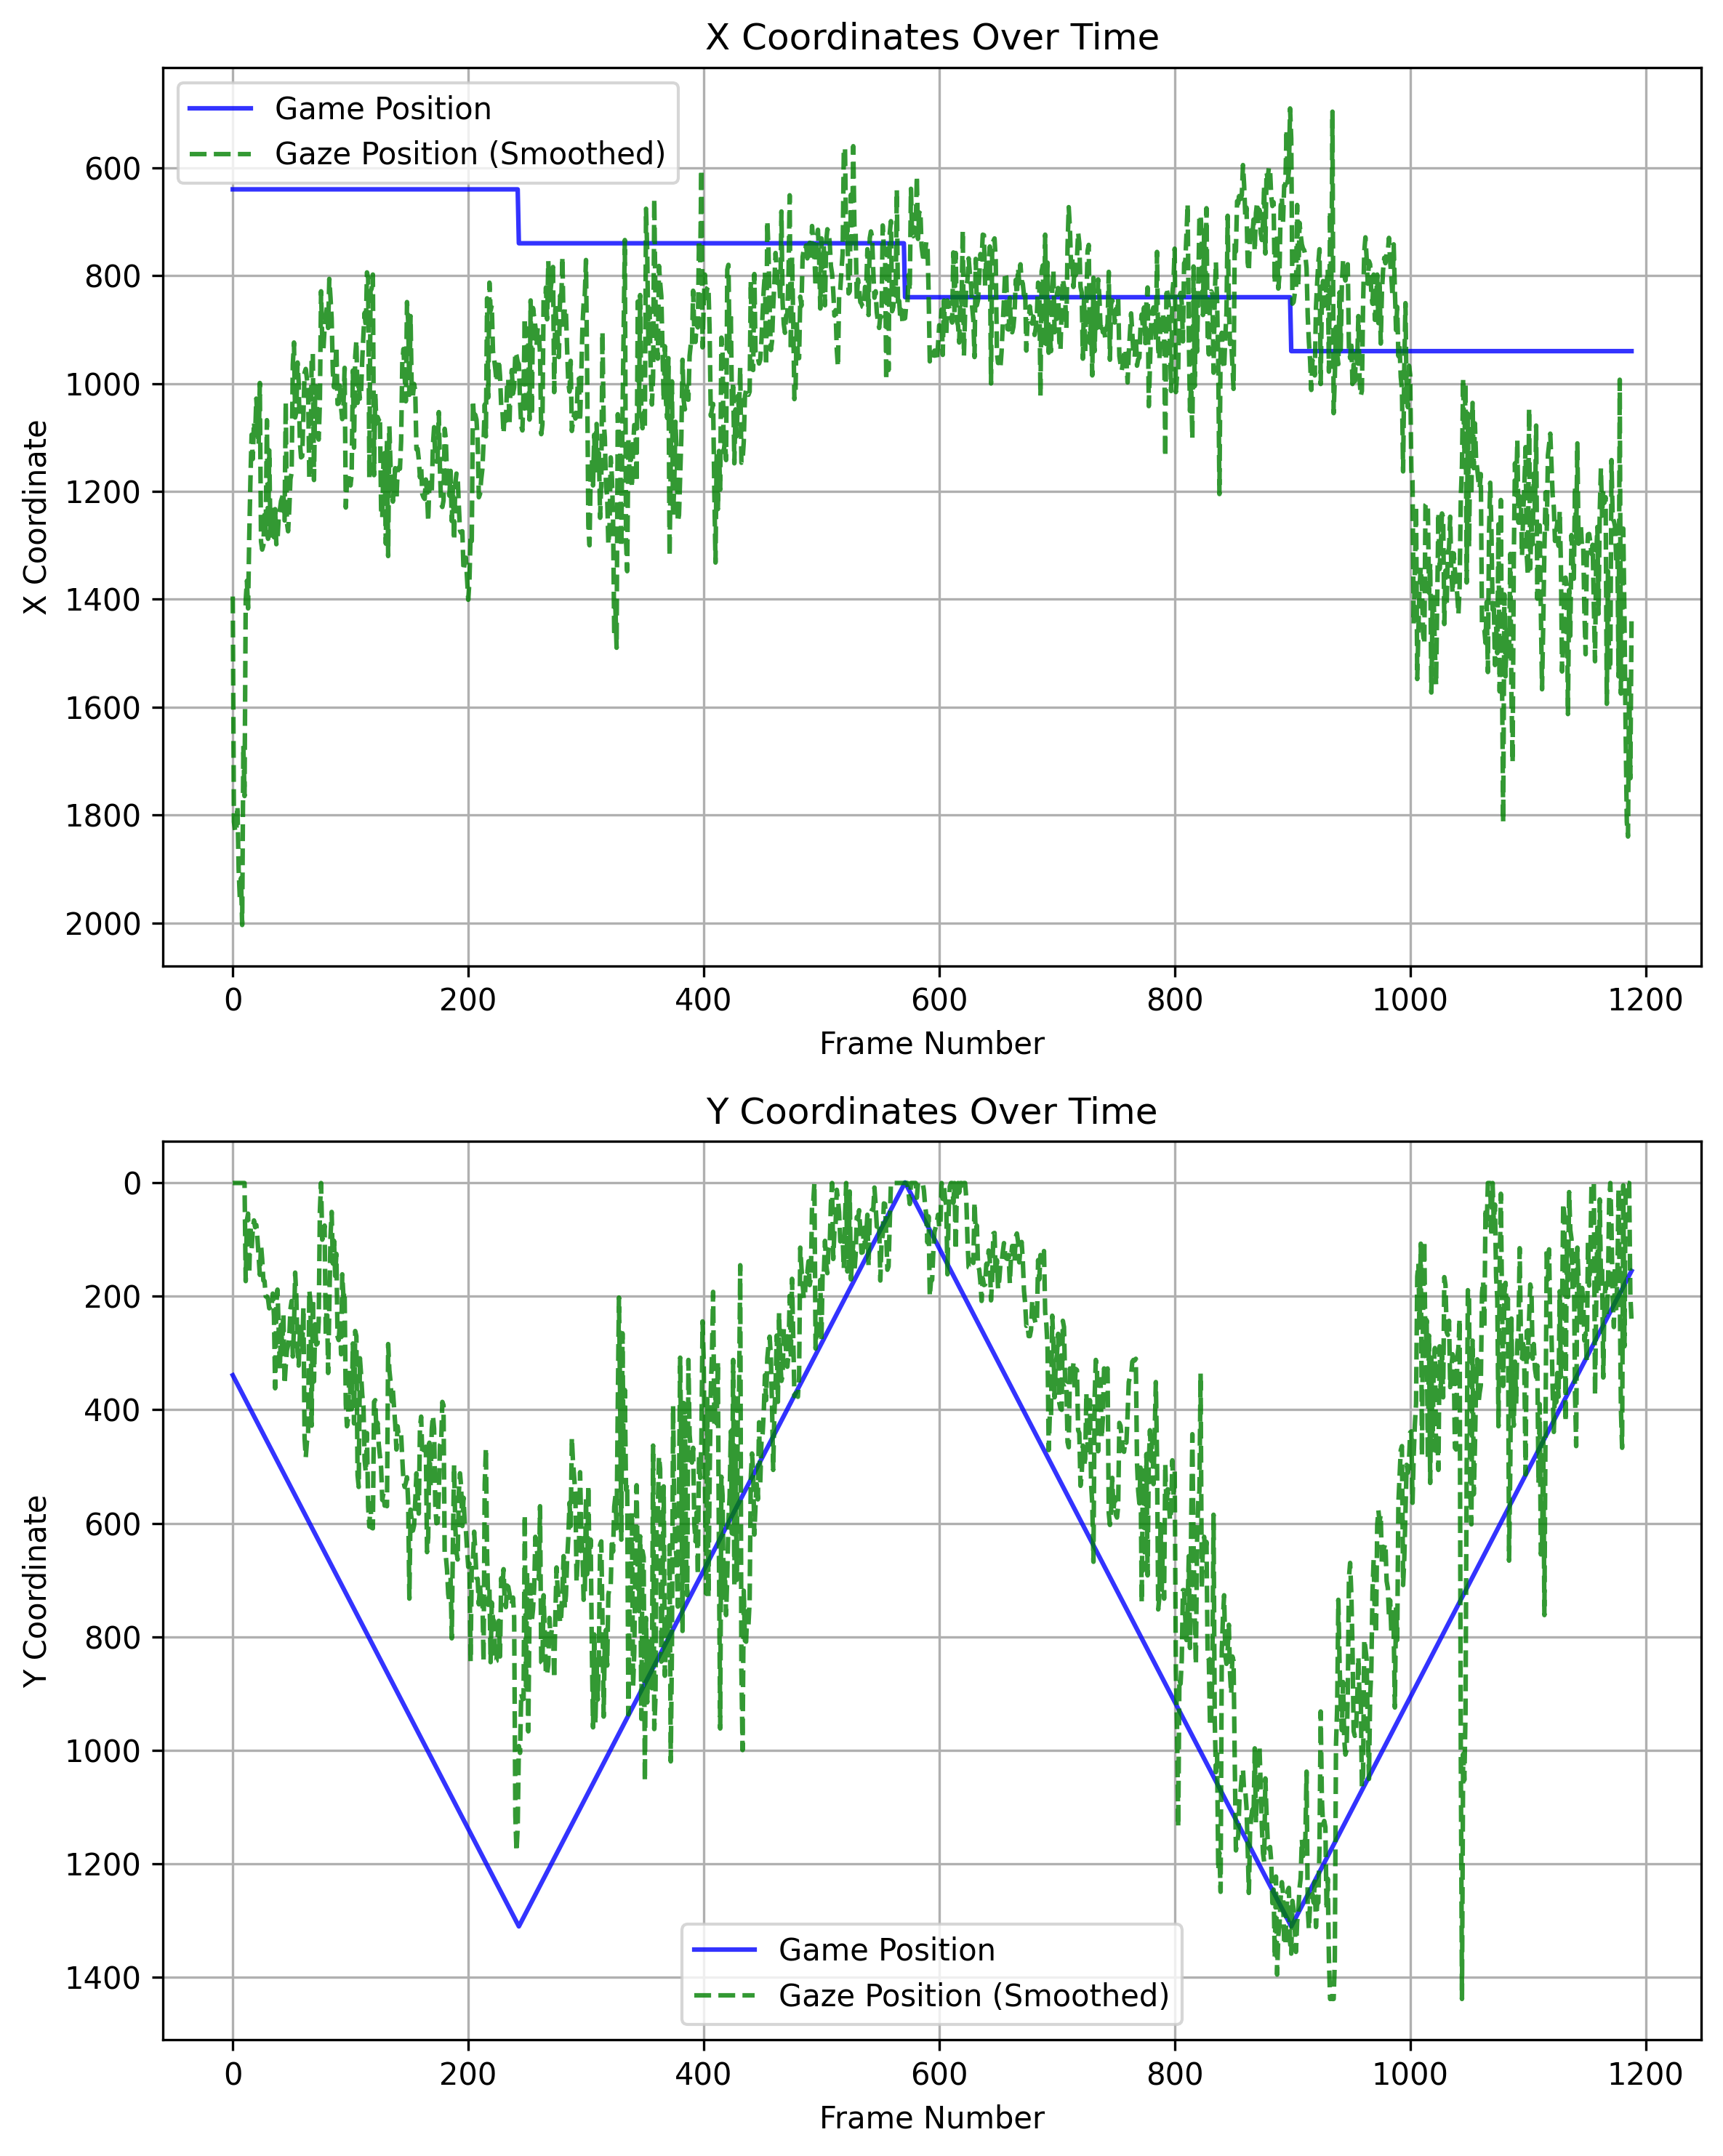 X Coordinates Over Time
Game Position
Gaze Position (Smoothed)
600
800
1000
1200
1400
1600
1800
2000
X Coordinate
0 200 400 600 800 1000 1200
Frame Number
Y Coordinates Over Time
0
200
400
600
800
1000
1200
1400
Y Coordinate
Game Position
Gaze Position (Smoothed)
0 200 400 600 800 1000 1200
Frame Number